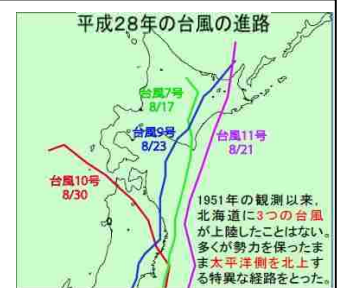 平成28年の台風の進路
台風7号
8/17
台風9号
8/23
台風11号
8/21
台風10号
8/30
1951年の観測以来,
北海道に3つの台風
が上陸したことはない。
多くが勢力を保ったま
ま太平洋側を北上す
る特異な経路をとった。